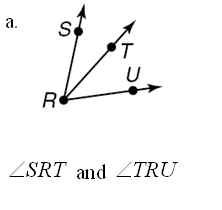 a.
S
T
U
R
∠SRT and ∠TRU